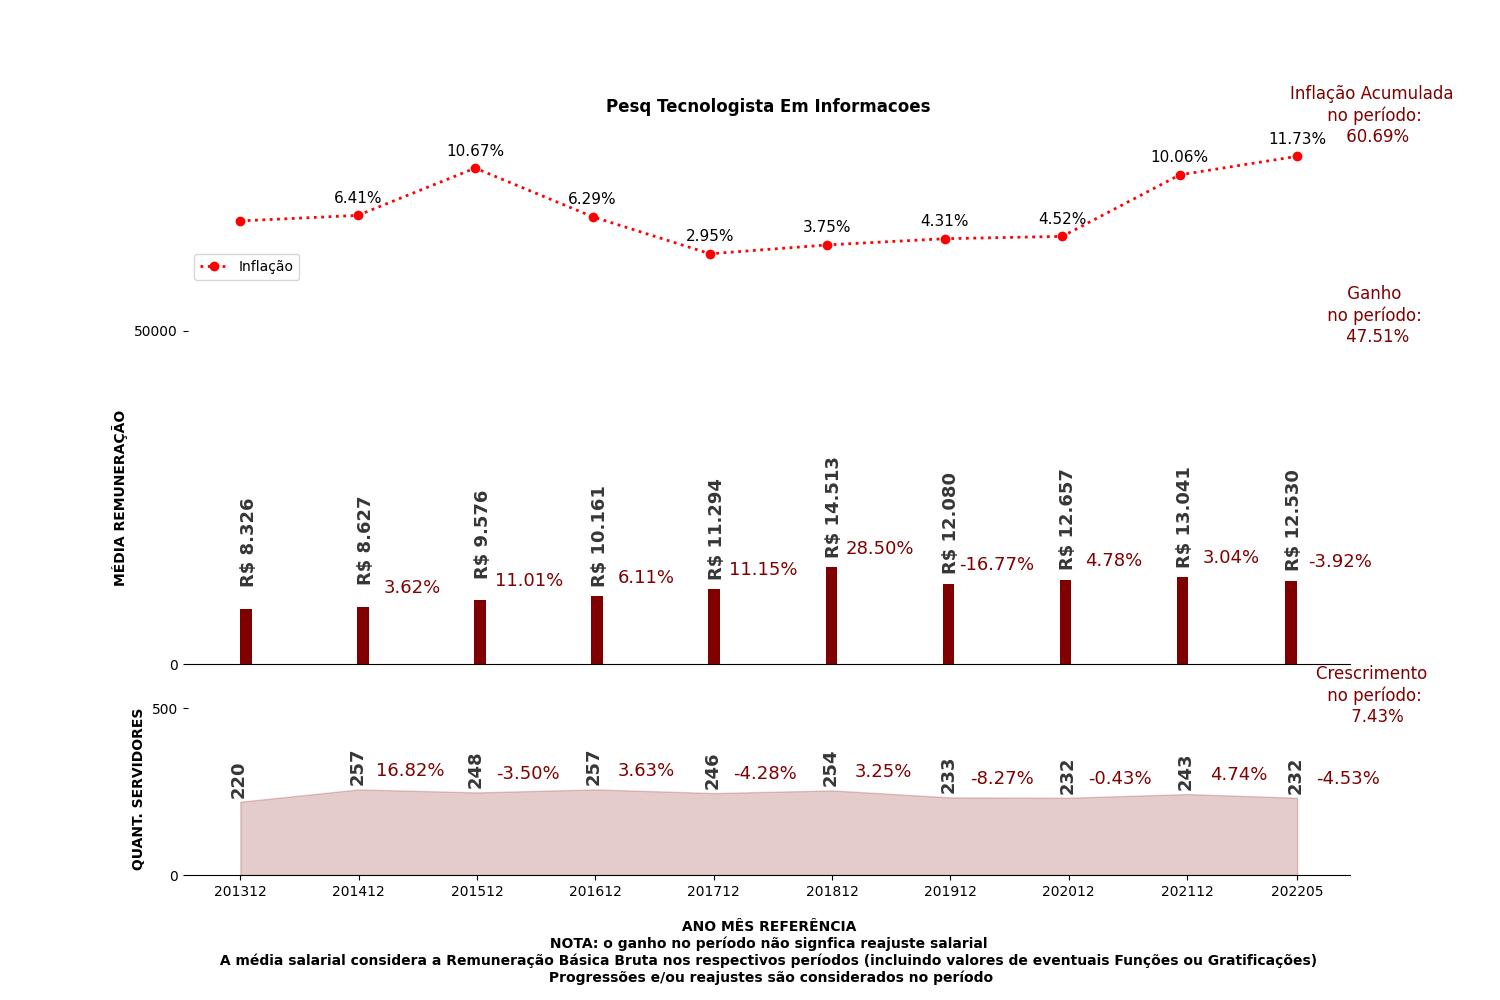 Pesq Tecnologista Em Informacoes
Inflação Acumulada
no período:
60.69%
6.41%
10.67%
6.29%
2.95%
3.75%
4.31%
4.52%
10.06%
11.73%
Inflação
Ganho
no período:
47.51%
50000
0
MÉDIA REMUNERAÇÃO
R$ 8.326
R$ 8.627
R$ 9.576
R$ 10.161
R$ 11.294
R$ 14.513
R$ 12.080
R$ 12.657
R$ 13.041
R$ 12.530
3.62%
11.01%
6.11%
11.15%
28.50%
-16.77%
4.78%
3.04%
-3.92%
Crescrimento
no período:
7.43%
500
0
QUANT. SERVIDORES
220
257
248
257
246
254
233
232
243
232
16.82%
-3.50%
3.63%
-4.28%
3.25%
-8.27%
-0.43%
4.74%
-4.53%
201312
201412
201512
201612
201712
201812
201912
202012
202112
202205
ANO MÊS REFERÊNCIA
NOTA: o ganho no período não signfica reajuste salarial
A média salarial considera a Remuneração Básica Bruta nos respectivos períodos (incluindo valores de eventuais Funções ou Gratificações)
Progressões e/ou reajustes são considerados no período